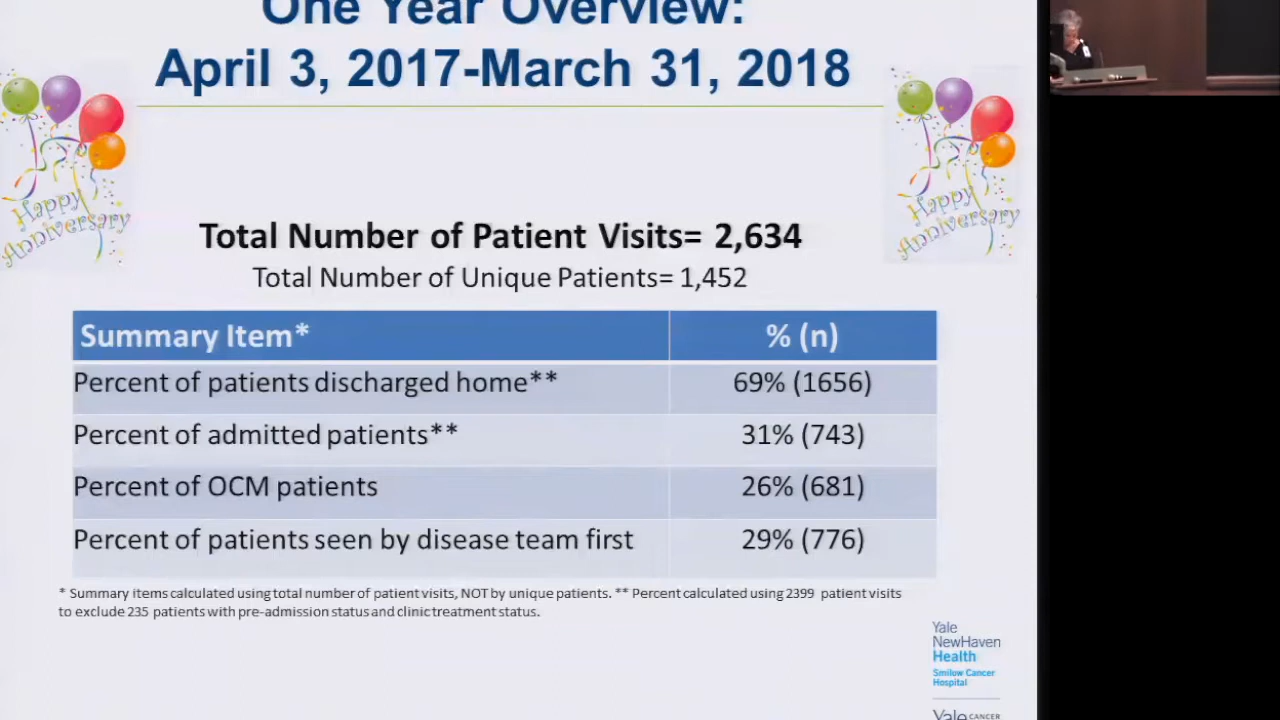 One Year Overview:
April 3, 2017-March 31, 2018
Happy
Anniversary
Happy
Anniversary
Total Number of Patient Visits= 2,634
Total Number of Unique Patients= 1,452
Summary Item* % (n)
Percent of patients discharged home** 69% (1656)
Percent of admitted patients** 31% (743)
Percent of OCM patients 26% (681)
Percent of patients seen by disease team first 29% (776)
* Summary items calculated using total number of patient visits, NOT by unique patients. ** Percent calculated using 2399 patient visits
to exclude 235 patients with pre-admission status and clinic treatment status.
Yale
NewHaven
Health
Smilow Cancer
Hospital
Yale CANCER